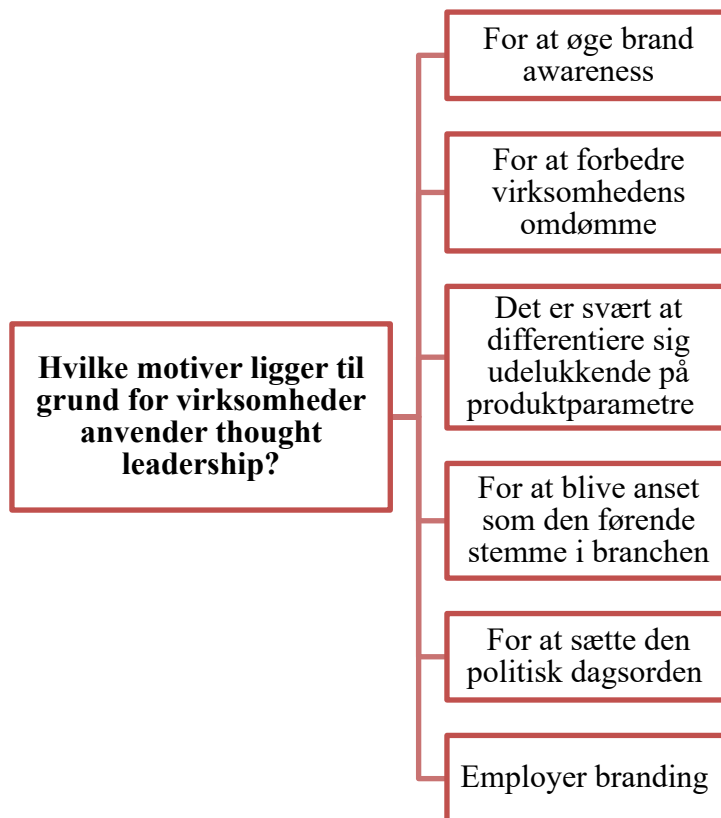 Hvilke motiver ligger til
grund for virksomheder
anvender thought
leadership?
For at øge brand
awareness
For at forbedre
virksomhedens
omdømme
Det er svært at
differentiere sig
udelukkende på
produktparametre
For at blive anset
som den førende
stemme i branchen
For at sætte den
politisk dagsorden
Employer branding